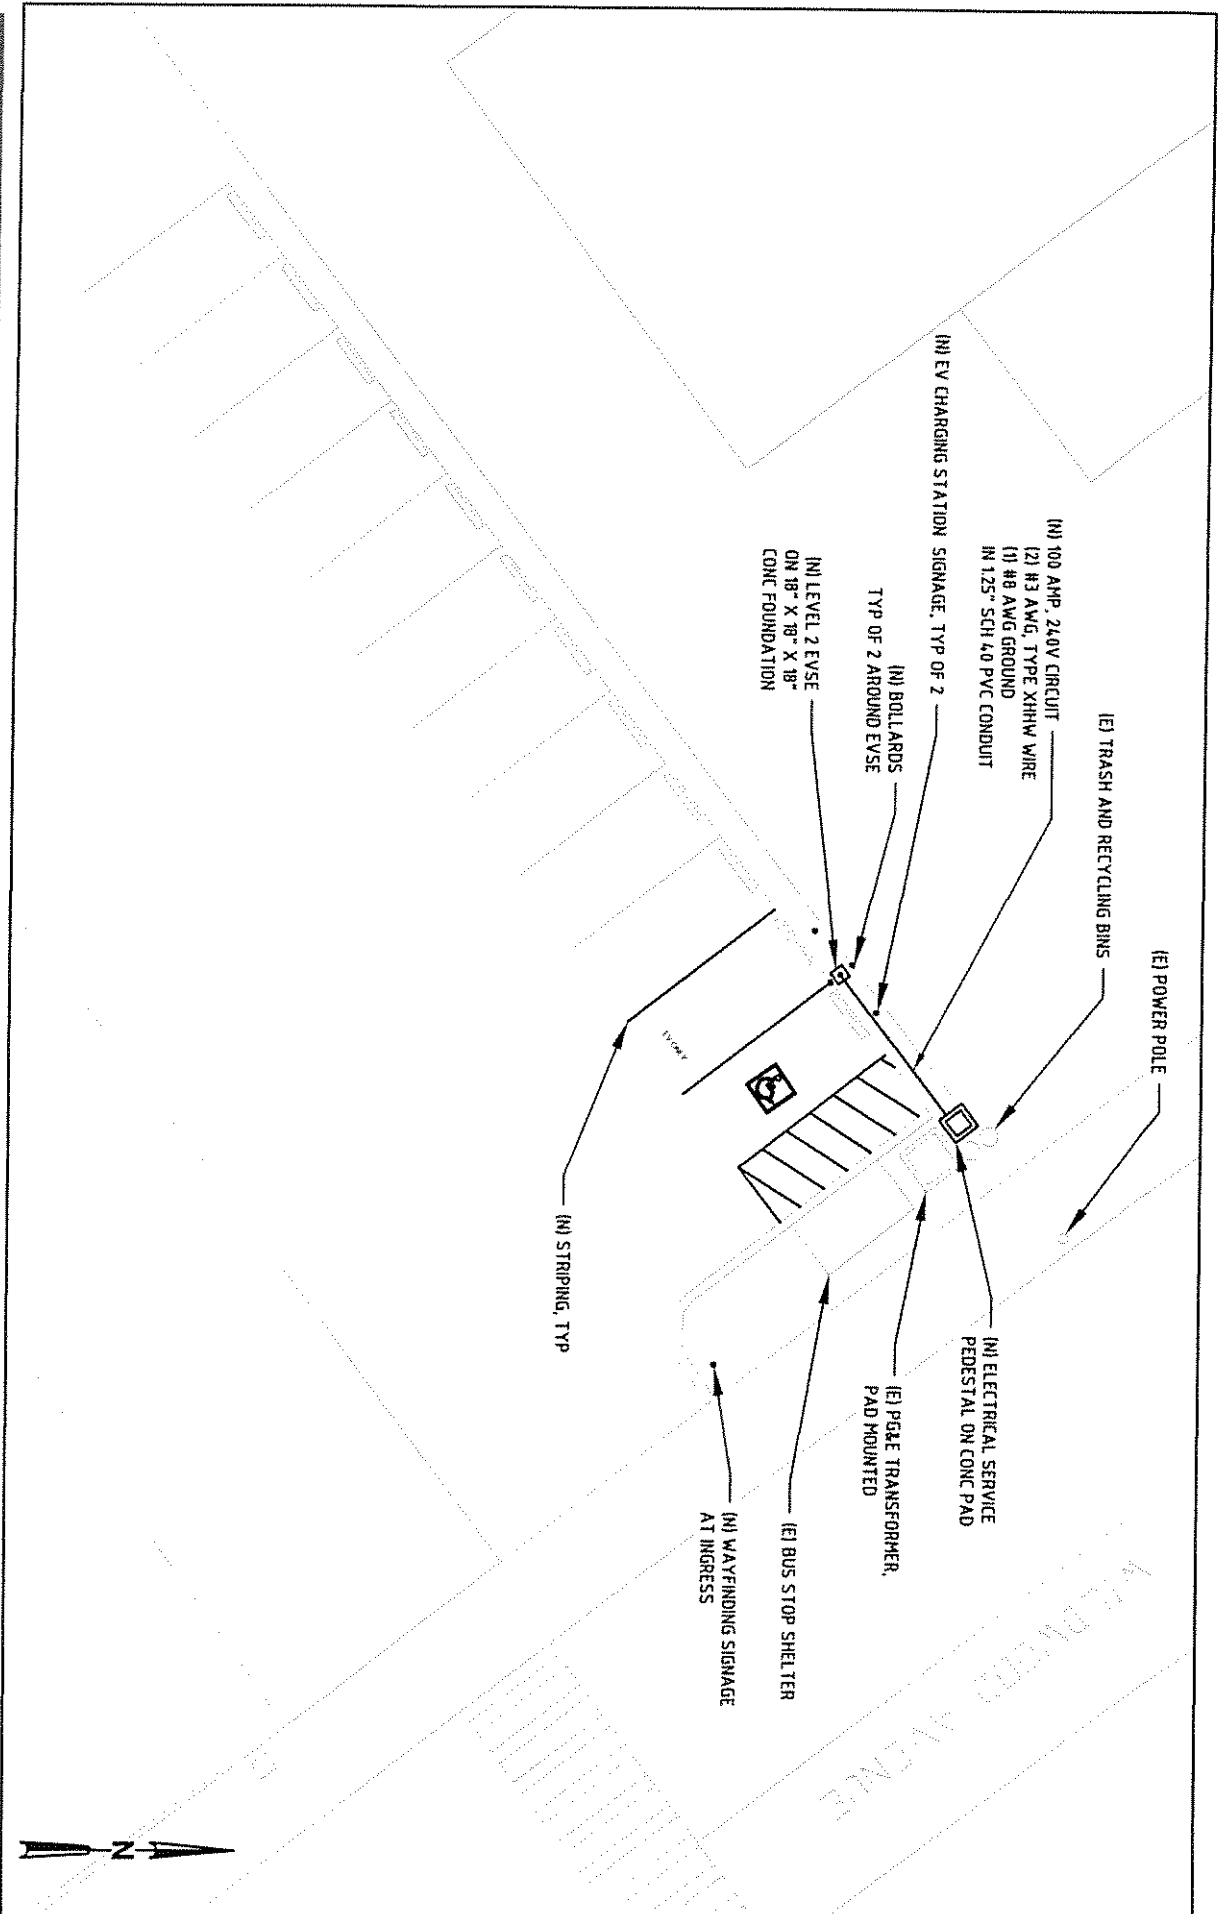 (E) POWER POLE
(E) TRASH AND RECYCLING BINS
(N) 100 AMP, 240V CIRCUIT
(2) #3 AWG, TYPE XHHW WIRE
(1) #8 AWG GROUND
IN 1.25" SCH 40 PVC CONDUIT
(N) EV CHARGING STATION SIGNAGE, TYP OF 2
(N) BOLLARDS
TYP OF 2 AROUND EVSE
(N) LEVEL 2 EVSE
ON 18" X 18" X 18"
CONC FOUNDATION
EV ONLY
(N) STRIPING, TYP
(N) ELECTRICAL SERVICE
PEDESTAL ON CONC PAD
(E) PG&E TRANSFORMER,
PAD MOUNTED
(E) BUS STOP SHELTER
(N) WAYFINDING SIGNAGE
AT INGRESS
N